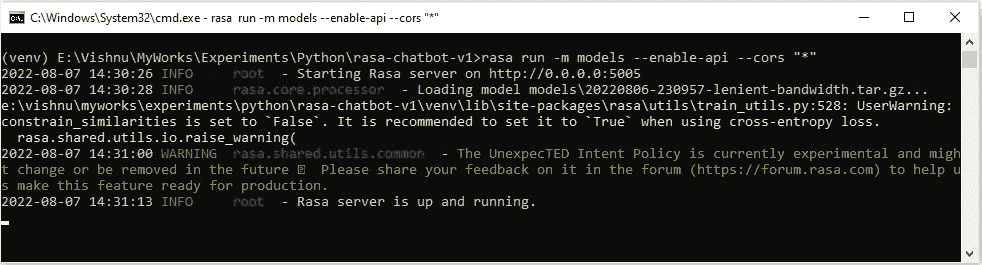 C:\Windows\System32\cmd.exe - rasa run -m models --enable-api --cors "*"
(venv) E:\Vishnu\MyWorks\Experiments\Python\rasa-chatbot-v1>rasa run -m models --enable-api --cors "*"
2022-08-07 14:30:26 INFO root - Starting Rasa server on http://0.0.0.0:5005
2022-08-07 14:30:28 INFO rasa.core.processor - Loading model models\20220806-230957-lenient-bandwidth.tar.gz...
e:\vishnu\myworks\experiments\python\rasa-chatbot-v1\venv\lib\site-packages\rasa\utils\train_utils.py:528: UserWarning:
constrain_similarities is set to `False`. It is recommended to set it to `True` when using cross-entropy loss.
rasa.shared.utils.io.raise_warning(
2022-08-07 14:31:00 WARNING rasa.shared.utils.common - The UnexpecTED Intent Policy is currently experimental and migh
t change or be removed in the future Please share your feedback on it in the forum (https://forum.rasa.com) to help u
s make this feature ready for production.
2022-08-07 14:31:13 INFO root - Rasa server is up and running.